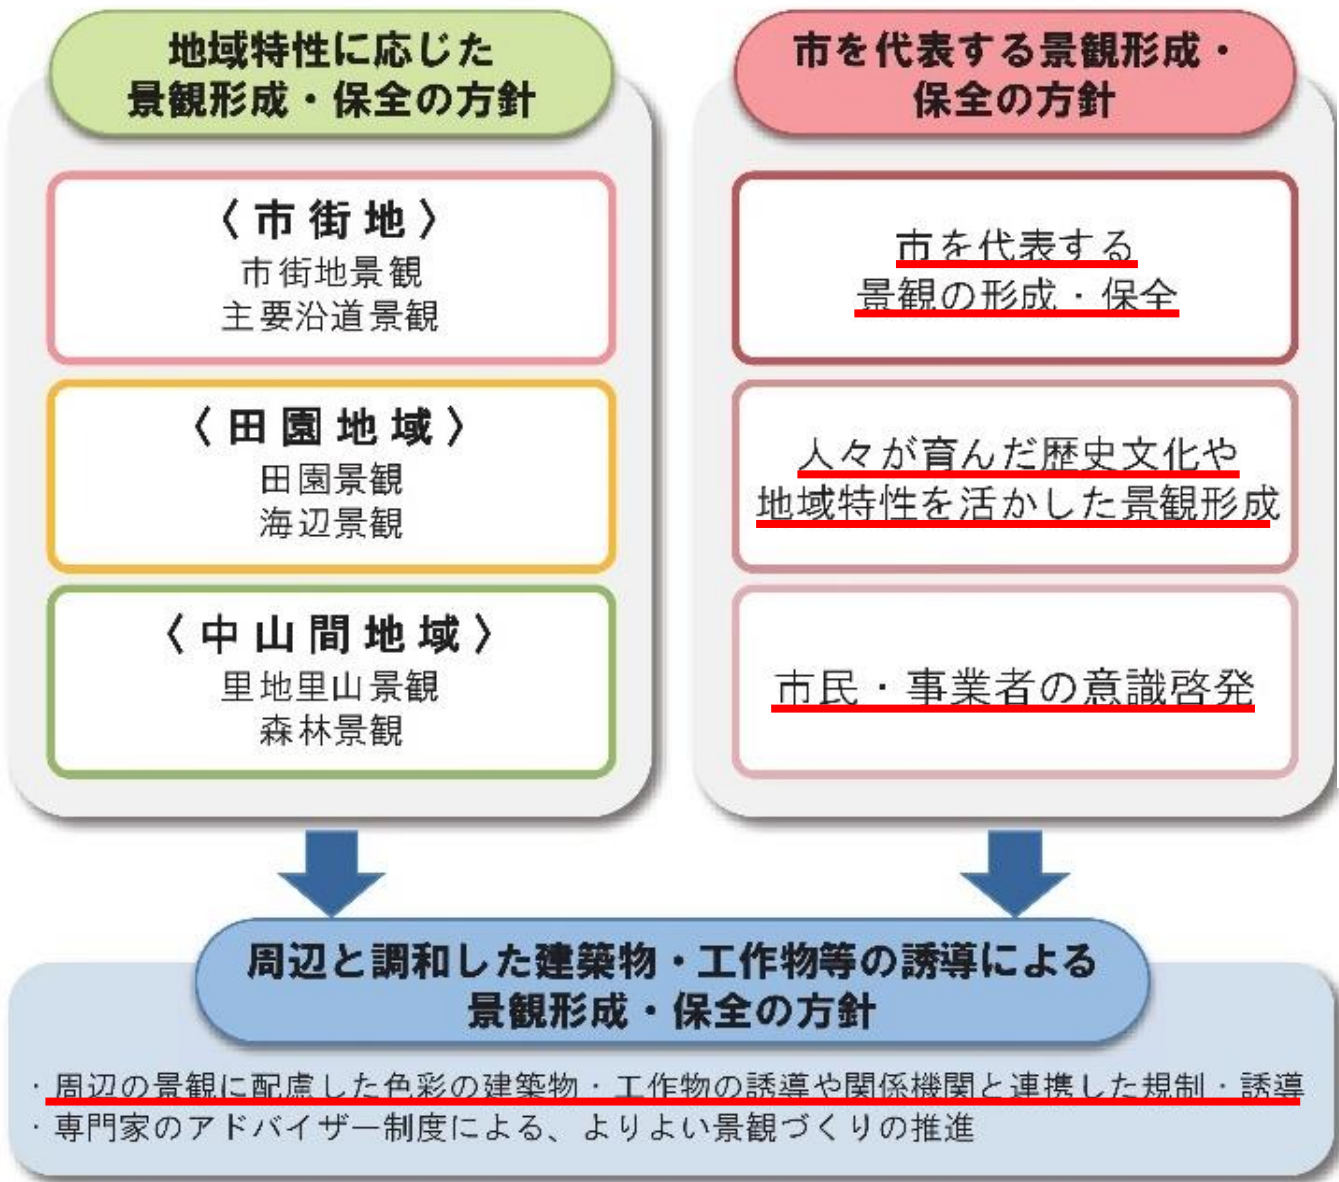 地域特性に応じた
景観形成・保全の方針
〈市街地〉
市街地景観
主要沿道景観
〈田園地域〉
田園景観
海辺景観
〈中山間地域〉
里地里山景観
森林景観
市を代表する景観形成・
保全の方針
市を代表する
景観の形成・保全
人々が育んだ歴史文化や
地域特性を活かした景観形成
市民・事業者の意識啓発
周辺と調和した建築物・工作物等の誘導による
景観形成・保全の方針
・周辺の景観に配慮した色彩の建築物・工作物の誘導や関係機関と連携した規制・誘導
・専門家のアドバイザー制度による、よりよい景観づくりの推進